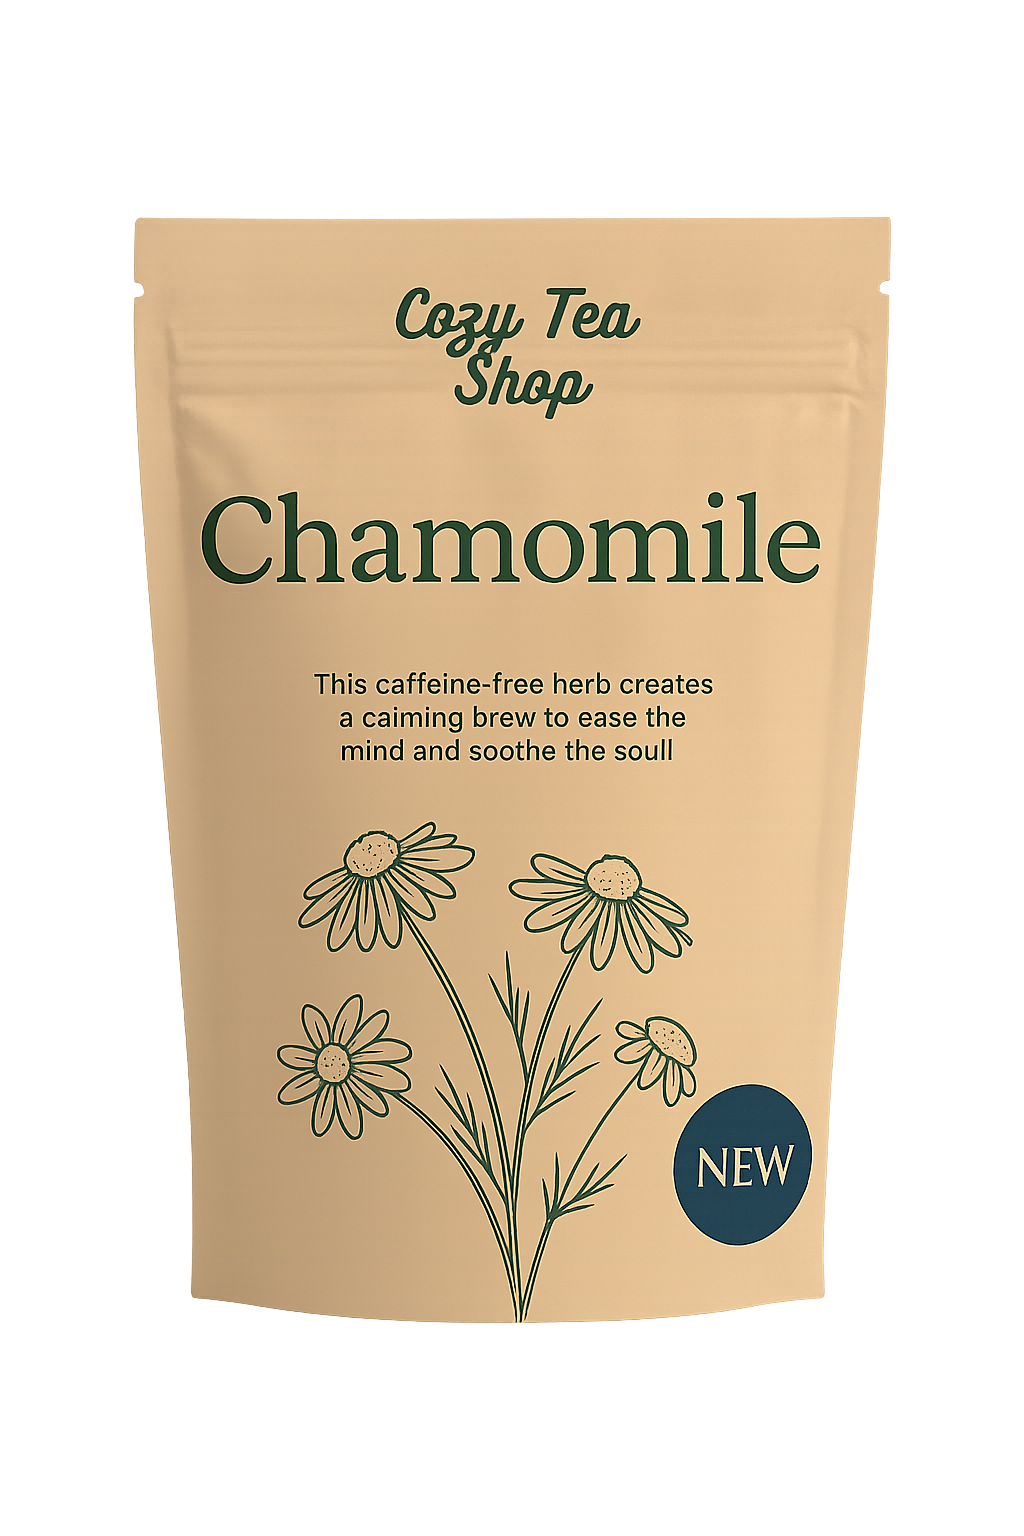 Cozy Tea
Shop
Chamomile
This caffeine-free herb creates
a caiming brew to ease the
mind and soothe the soull
NEW